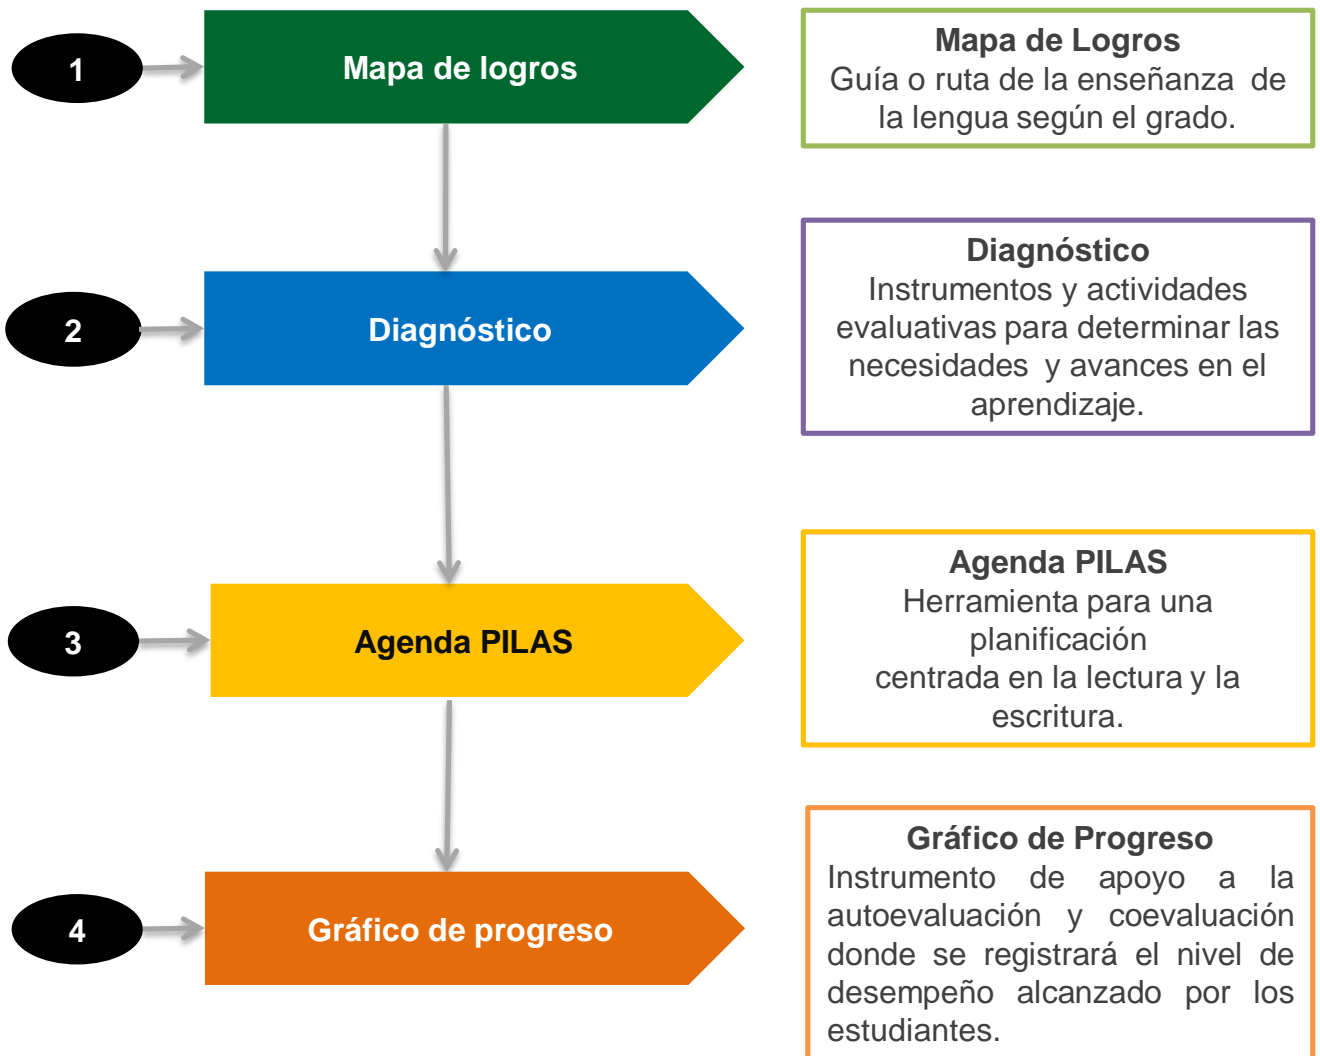 1
Mapa de logros
Mapa de Logros
Guía o ruta de la enseñanza de
la lengua según el grado.
2
Diagnóstico
Diagnóstico
Instrumentos y actividades
evaluativas para determinar las
necesidades y avances en el
aprendizaje.
3
Agenda PILAS
Agenda PILAS
Herramienta para una
planificación
centrada en la lectura y la
escritura.
4
Gráfico de progreso
Gráfico de Progreso
Instrumento de apoyo a la
autoevaluación y coevaluación
donde se registrará el nivel de
desempeño alcanzado por los
estudiantes.